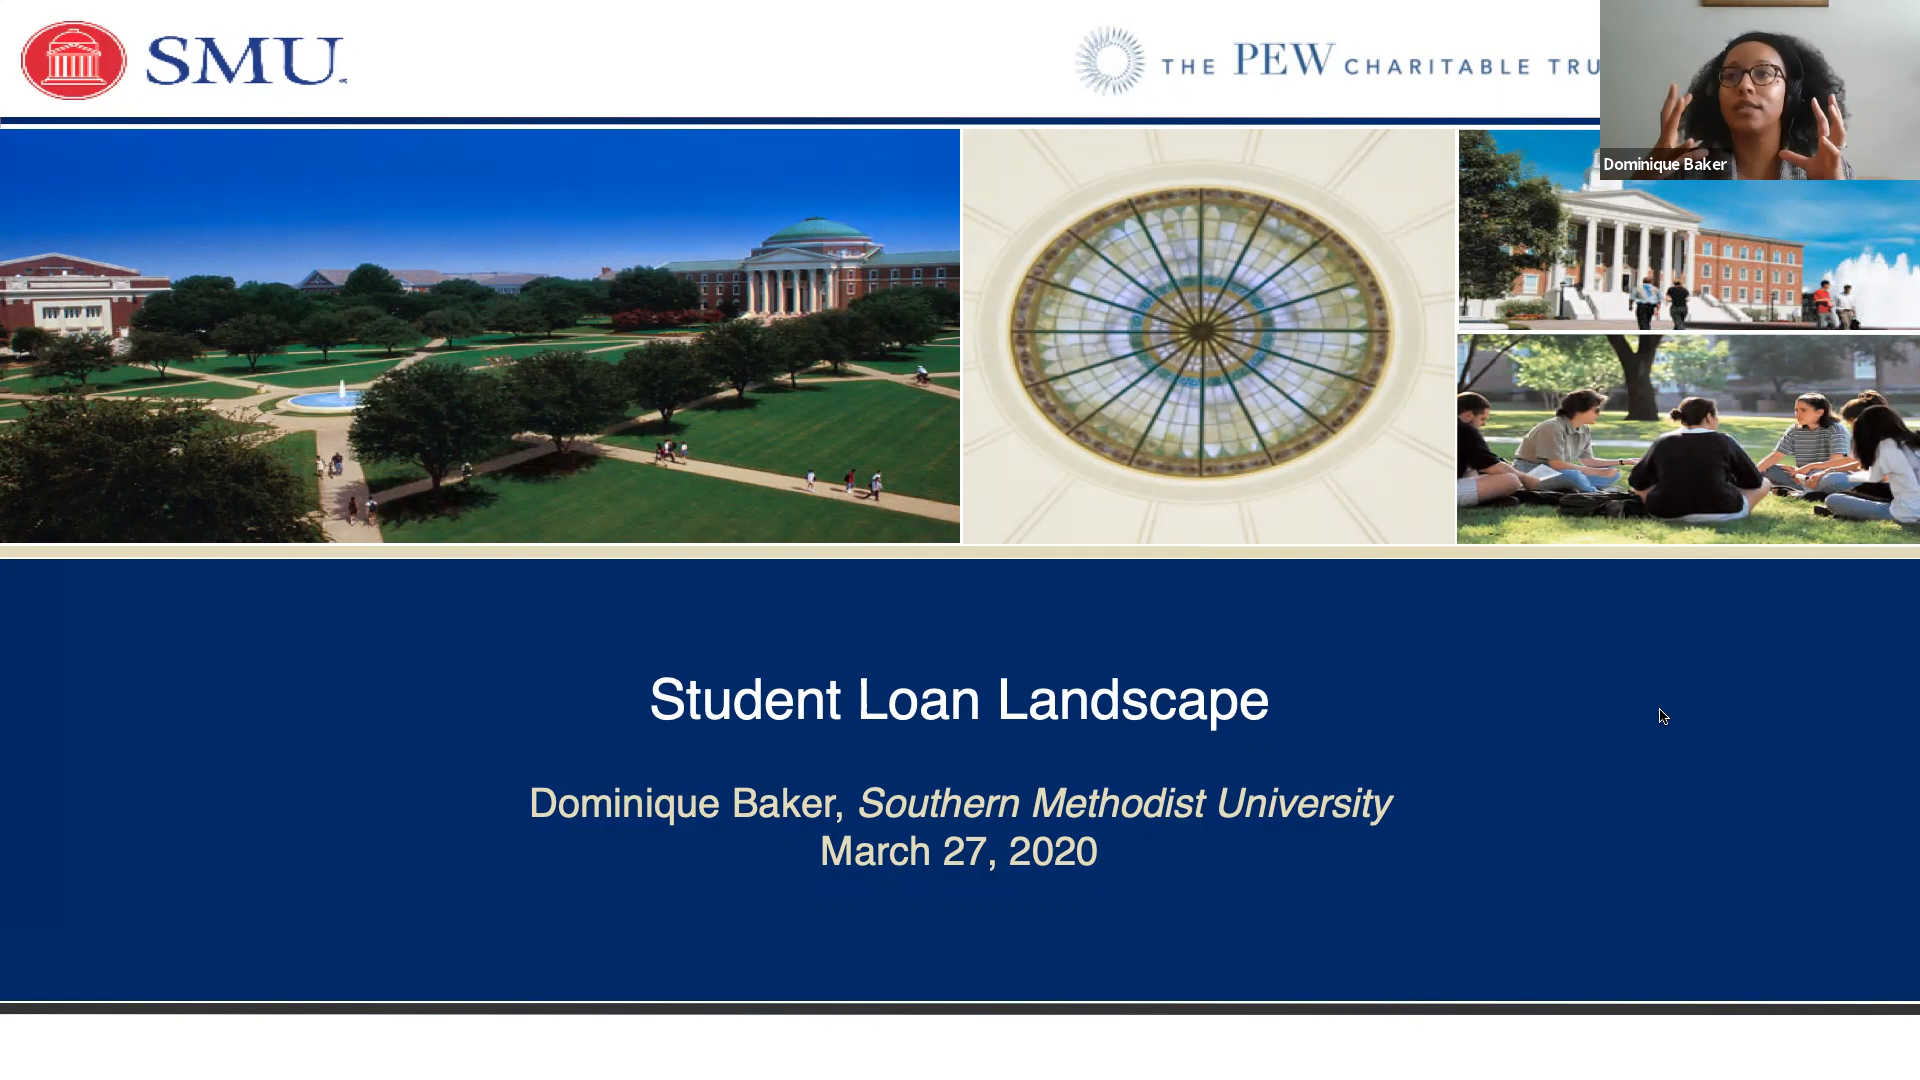 SMU
THE PEW CHARITABLE TRU
Dominique Baker
Student Loan Landscape
Dominique Baker, Southern Methodist University
March 27, 2020